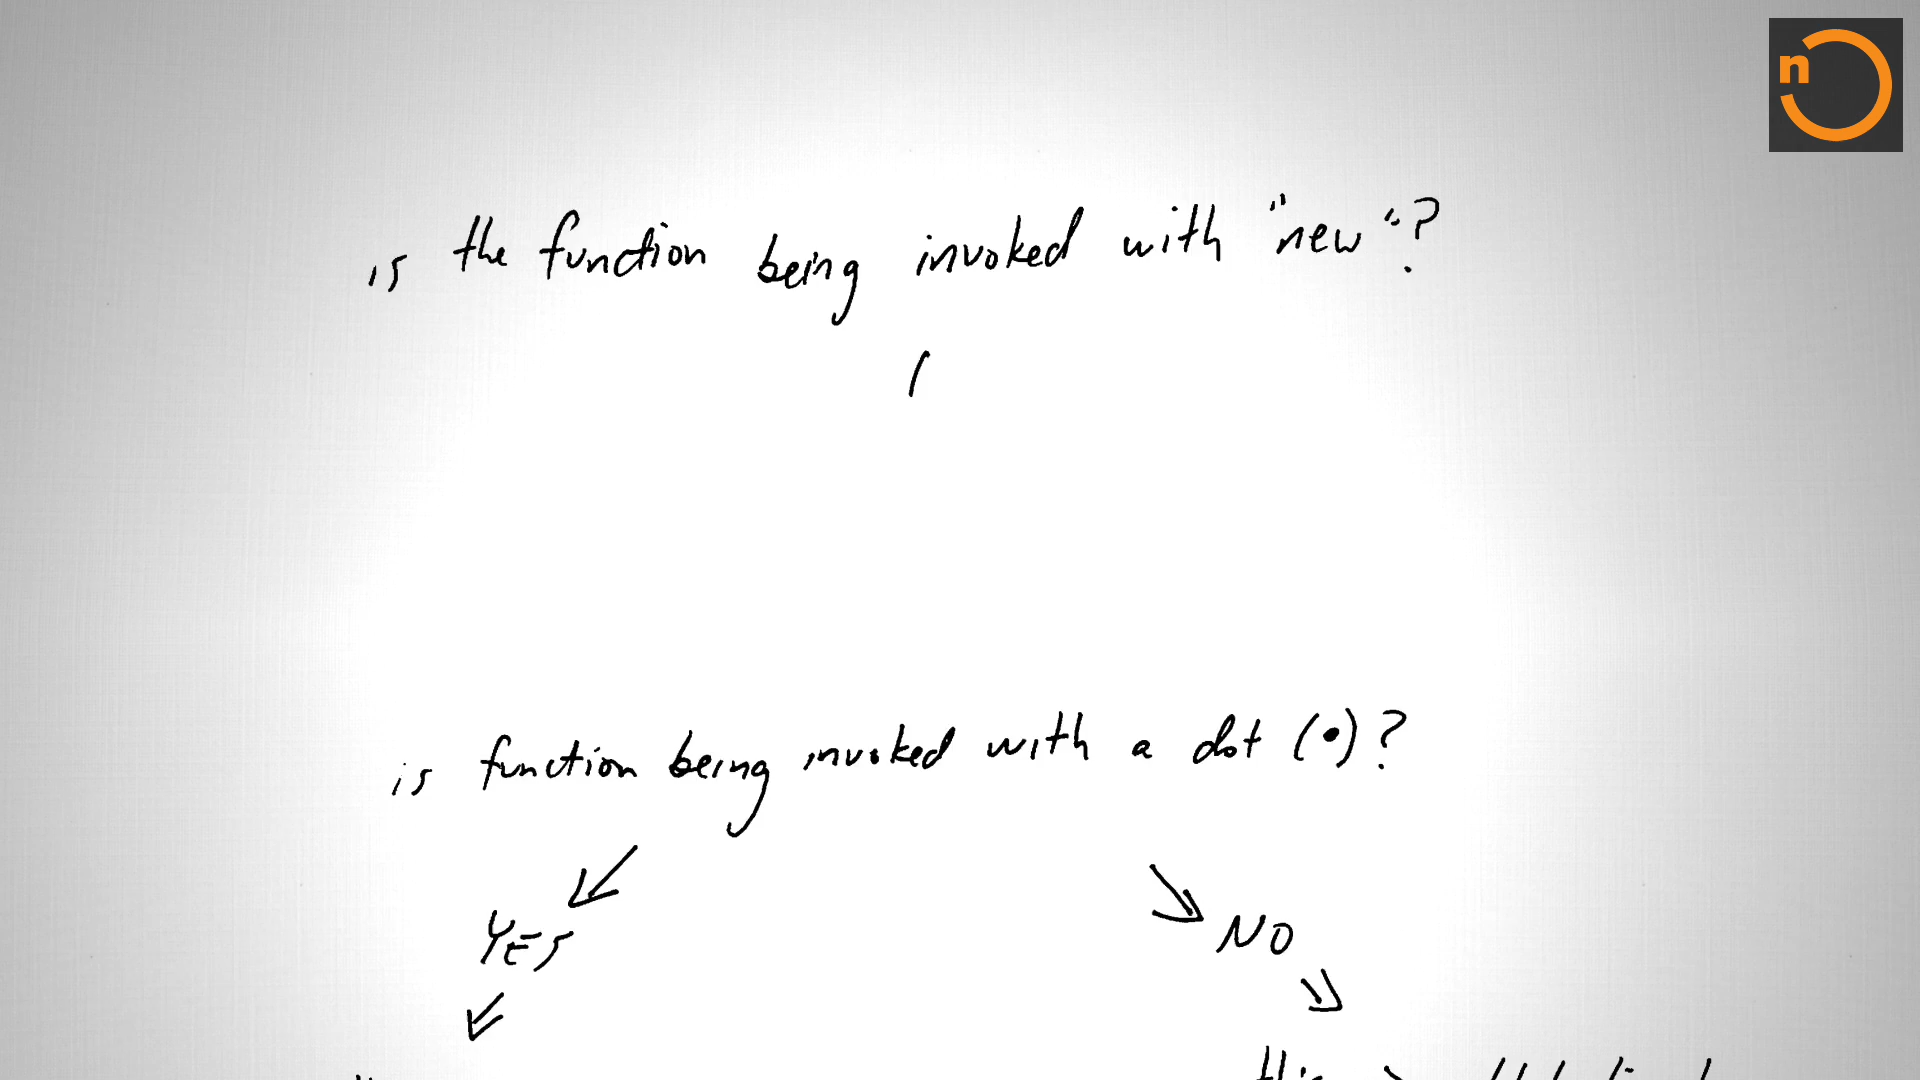 n
is the function being invoked with "new"?
is function being invoked with a dot (•)?
YES
NO